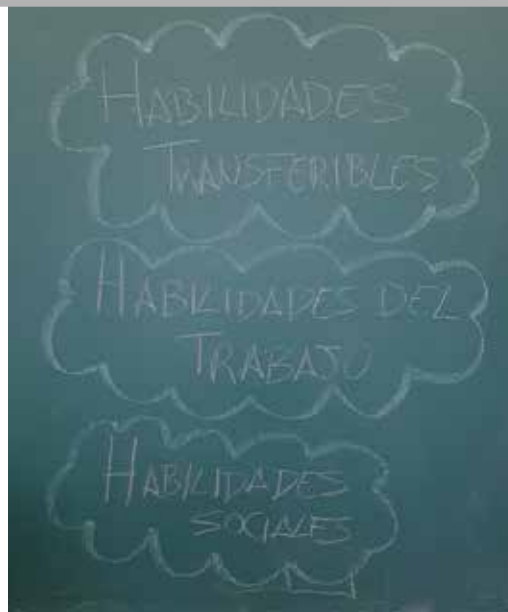 HABILIDADES
TRANSFERIBLES
HABILIDADES DEL
TRABAJO
HABILIDADES
SOCIALES